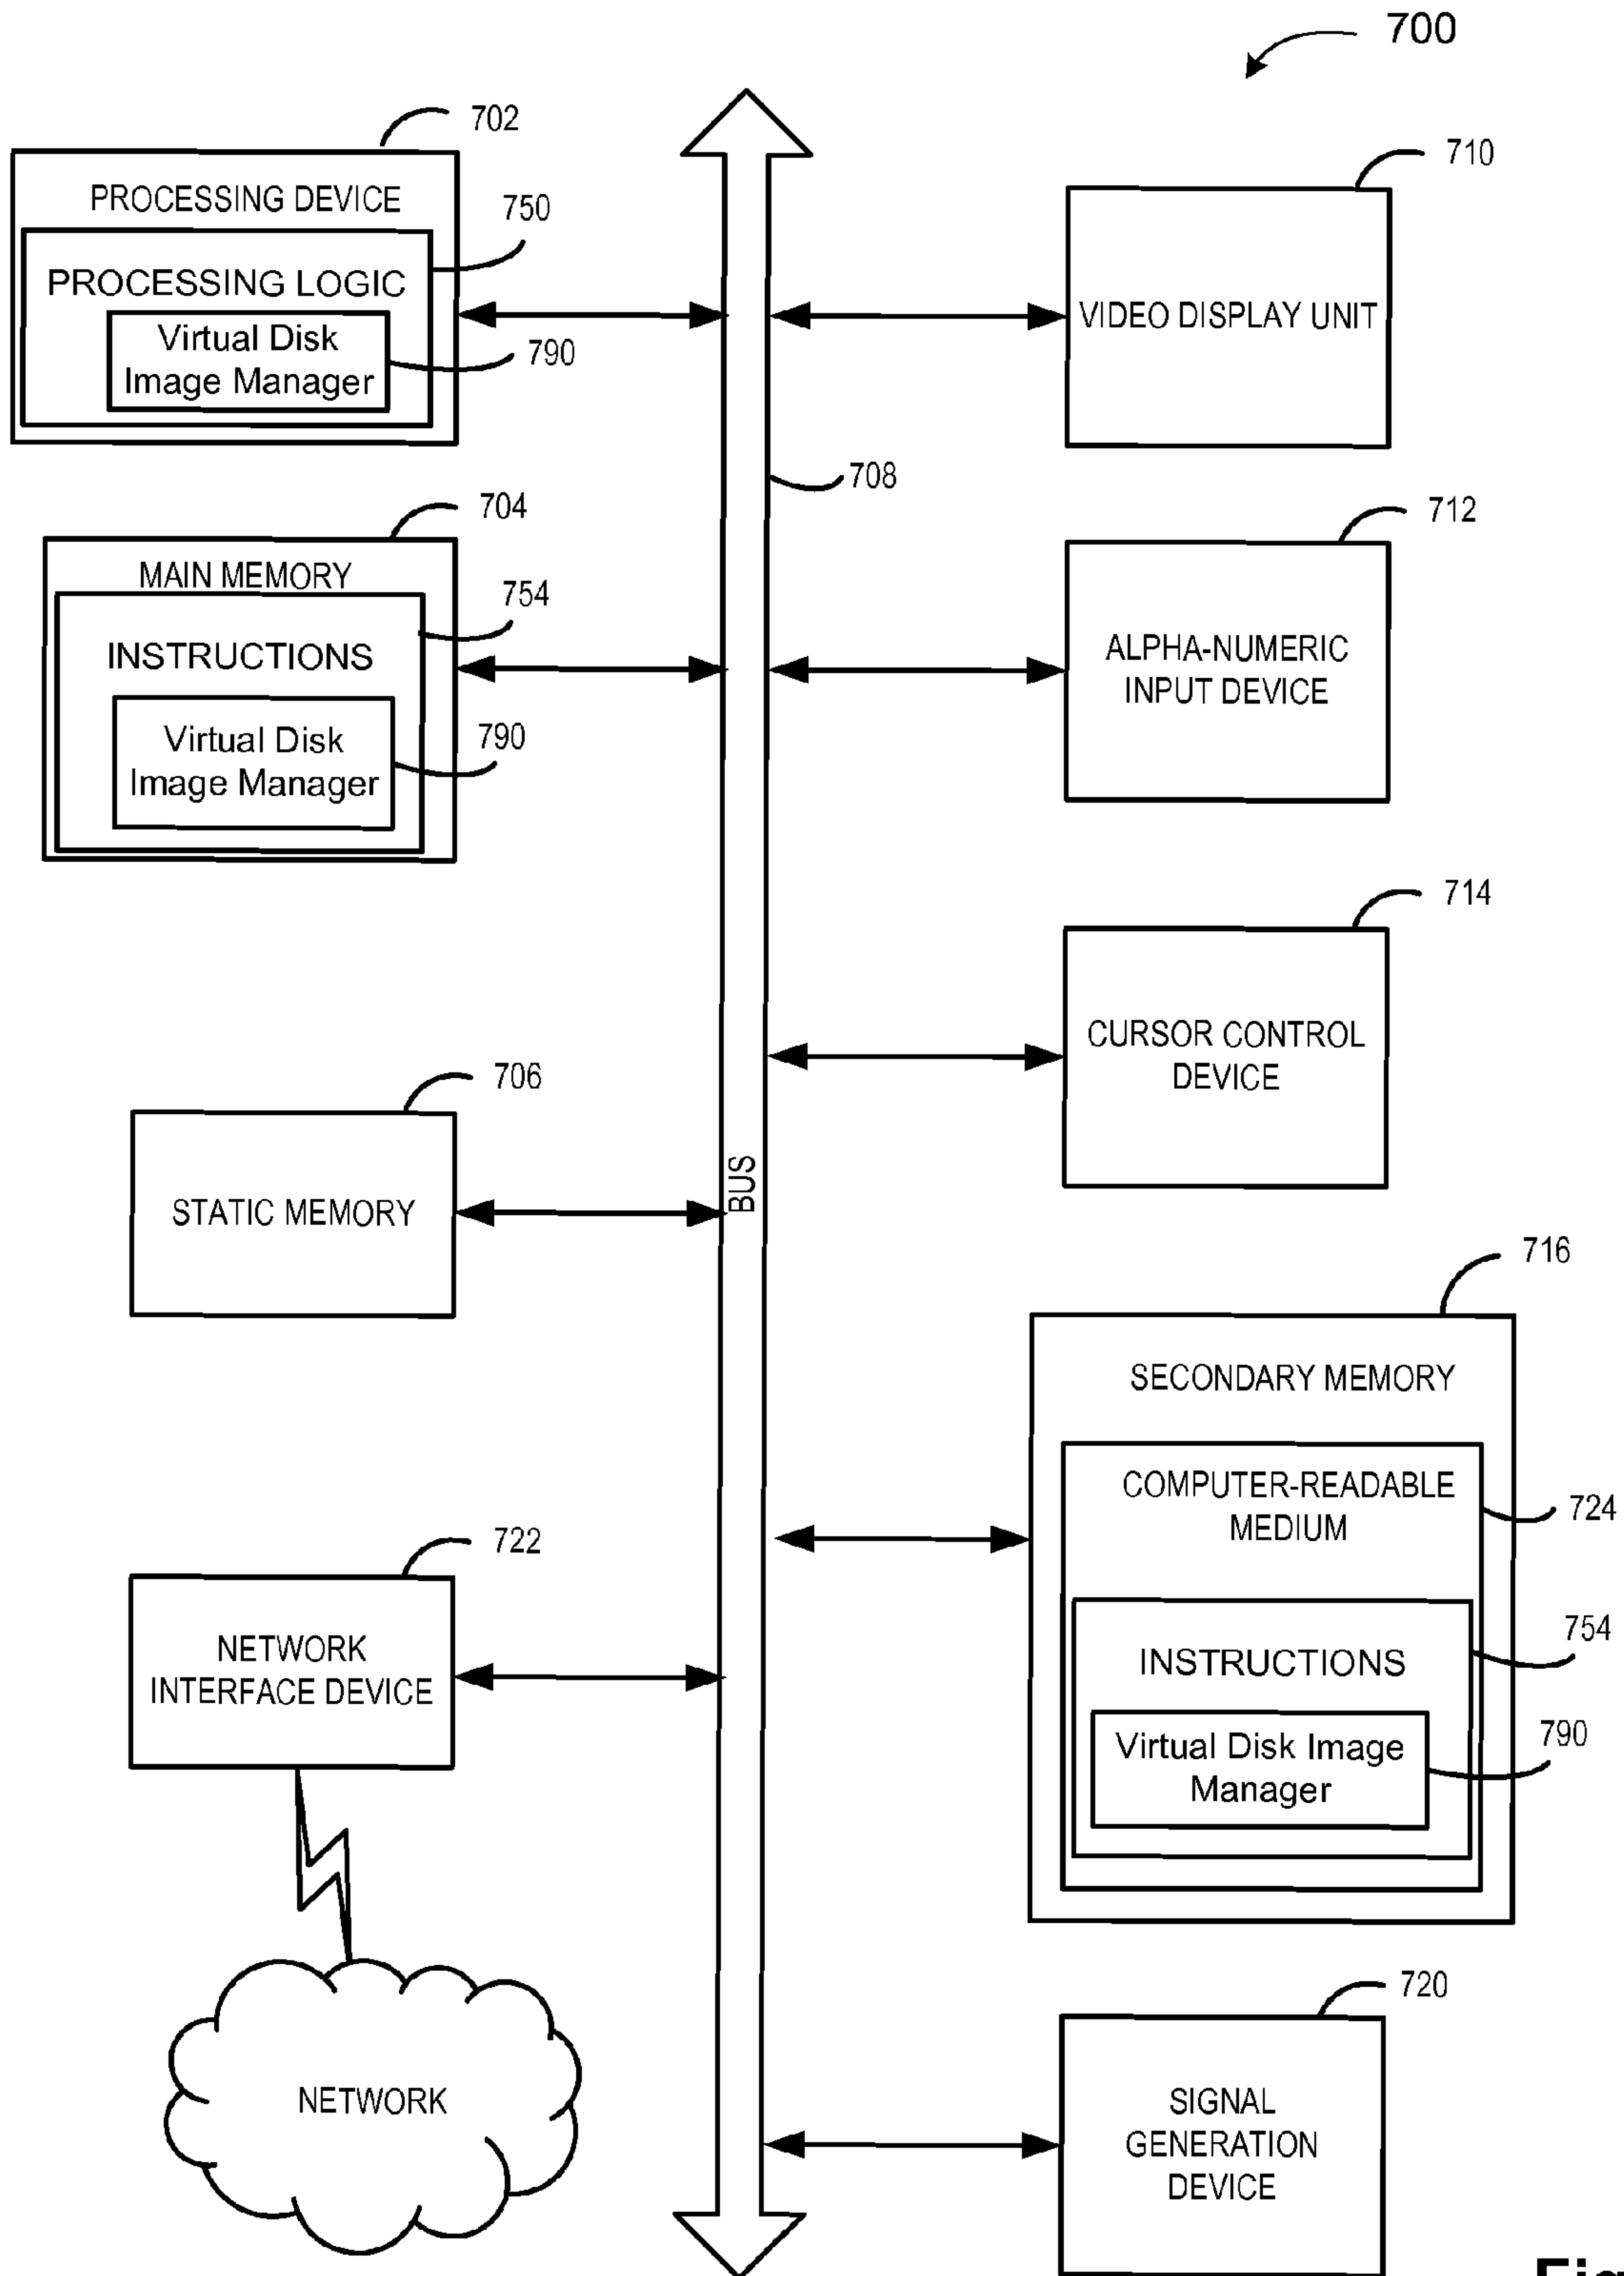 700
702
PROCESSING DEVICE
750
PROCESSING LOGIC
Virtual Disk
Image Manager
790
710
VIDEO DISPLAY UNIT
708
704
MAIN MEMORY
754
INSTRUCTIONS
Virtual Disk
Image Manager
790
712
ALPHA-NUMERIC
INPUT DEVICE
714
CURSOR CONTROL
DEVICE
706
STATIC MEMORY
BUS
716
SECONDARY MEMORY
COMPUTER-READABLE
MEDIUM
724
INSTRUCTIONS
754
Virtual Disk Image
Manager
790
722
NETWORK
INTERFACE DEVICE
NETWORK
720
SIGNAL
GENERATION
DEVICE